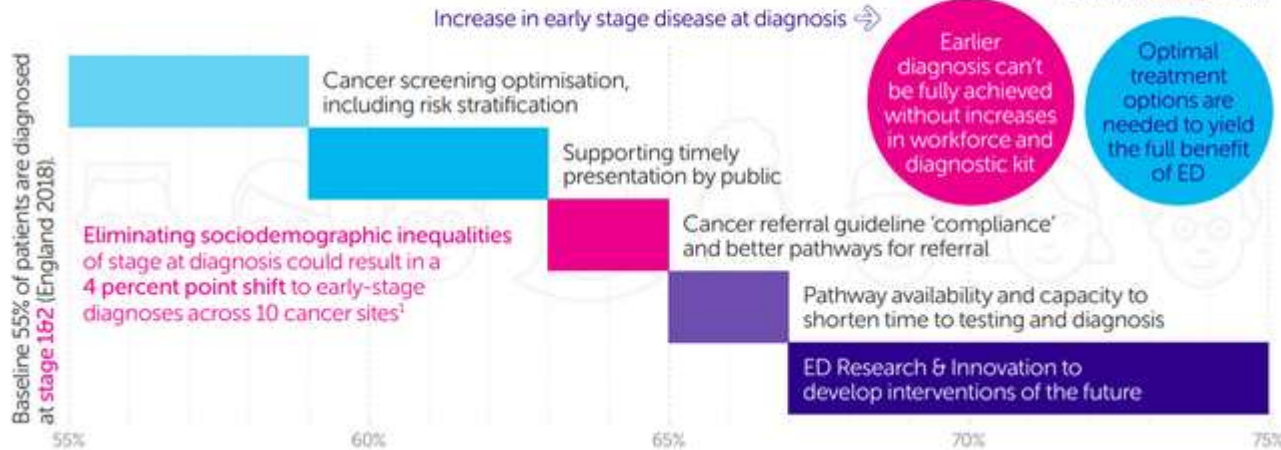 Increase in early stage disease at diagnosis
Earlier
diagnosis can't
be fully achieved
without increases
in workforce and
diagnostic kit
Optimal
treatment
options are
needed to yield
the full benefit
of ED
Baseline 55% of patients are diagnosed
at stage 1&2 (England 2018).
Cancer screening optimisation,
including risk stratification
Supporting timely
presentation by public
Eliminating sociodemographic inequalities
of stage at diagnosis could result in a
4 percent point shift to early-stage
diagnoses across 10 cancer sites¹
Cancer referral guideline 'compliance'
and better pathways for referral
Pathway availability and capacity to
shorten time to testing and diagnosis
ED Research & Innovation to
develop interventions of the future
55%
60%
65%
70%
75%